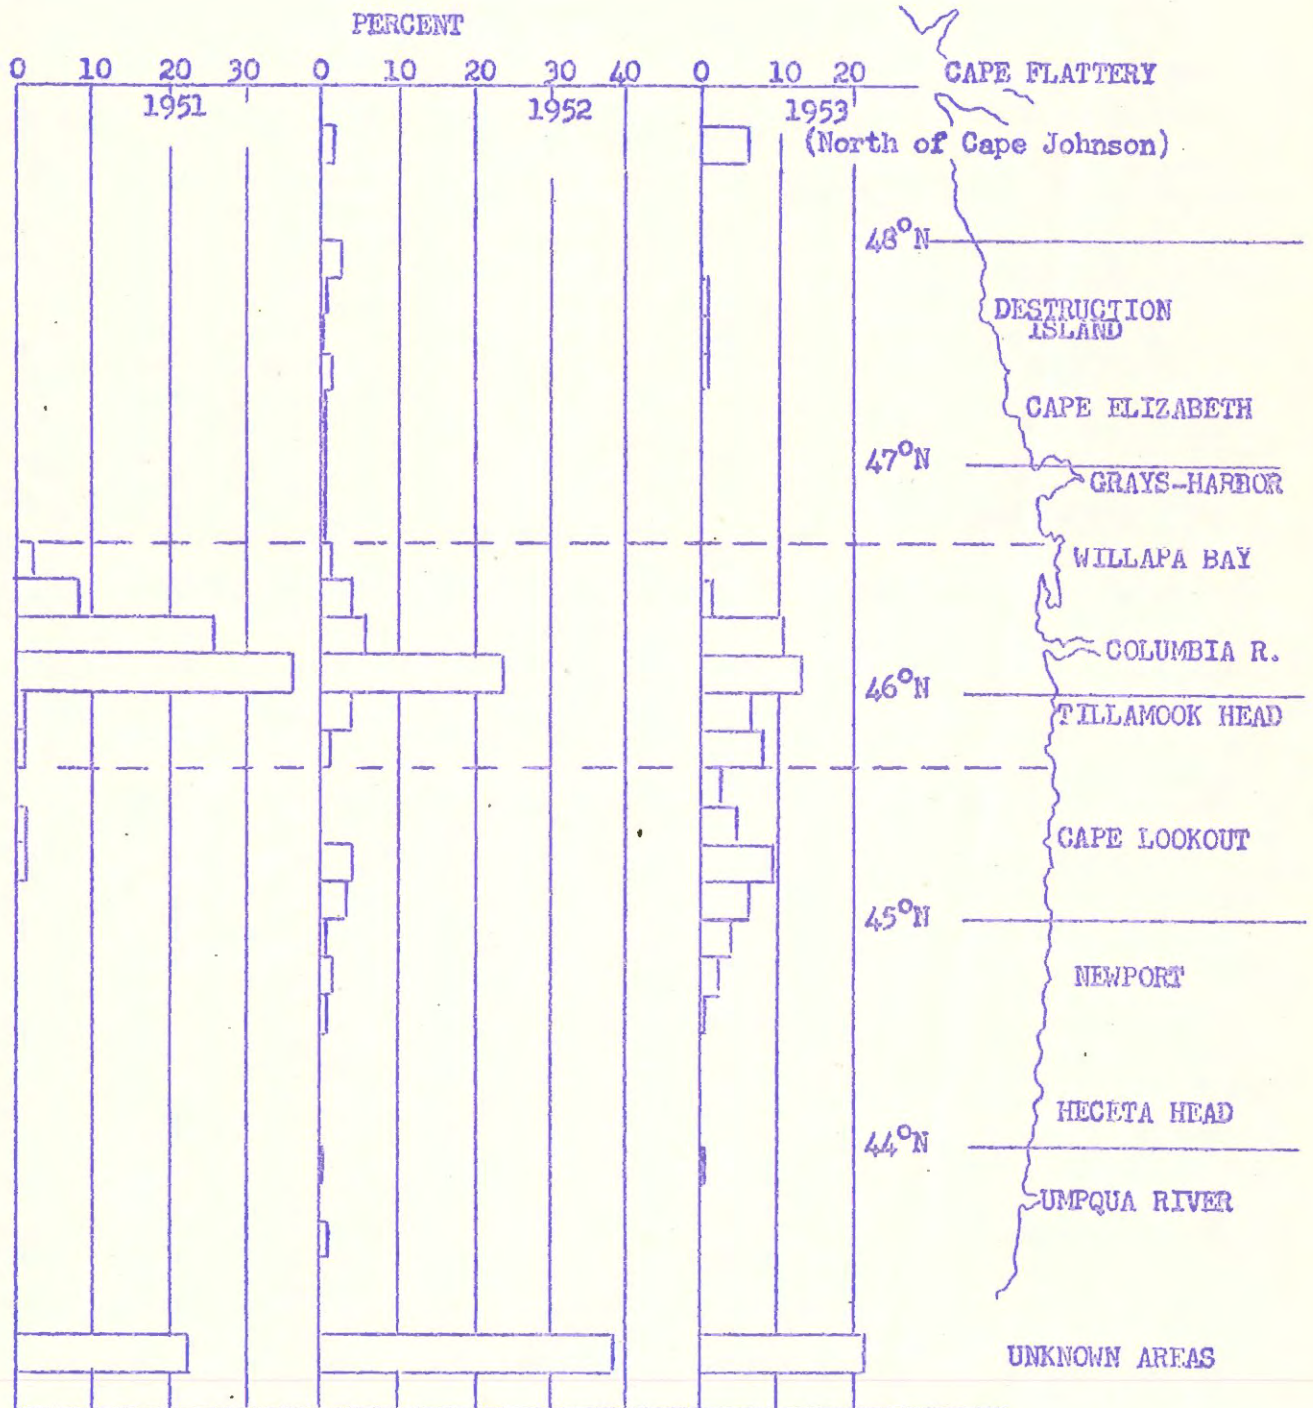 PERCENT
0 10 20 30 0 10 20 30 40 0 10 20
CAPE FLATTERY
1951 1952 1953
(North of Cape Johnson)
48°N
DESTRUCTION
ISLAND
CAPE ELIZABETH
47°N
GRAYS-HARBOR
WILLAPA BAY
COLUMBIA R.
46°N
TILLAMOOK HEAD
CAPE LOOKOUT
45°N
NEWPORT
HECETA HEAD
44°N
UMPQUA RIVER
UNKNOWN AREAS